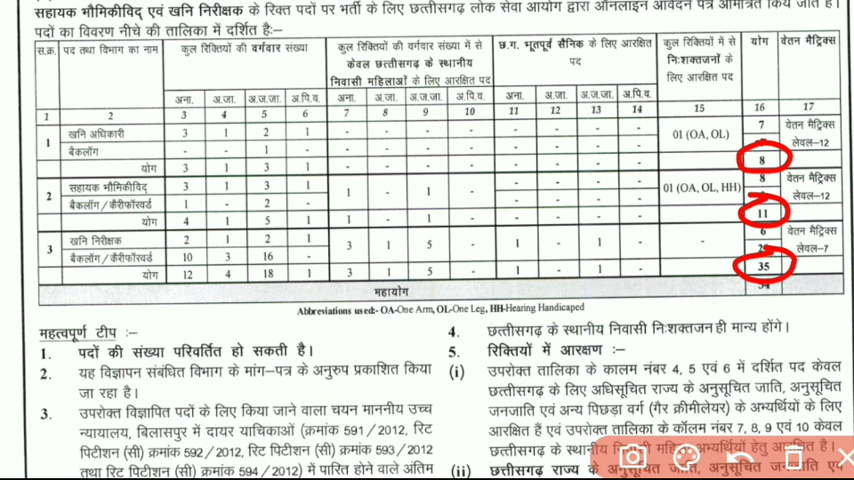 सहायक भौमिकीविद् एवं खनि निरीक्षक के रिक्त पदों पर भर्ती के लिए छत्तीसगढ़ लोक सेवा आयोग द्वारा ऑनलाइन आवेदन पत्र आमंत्रित किये जाते है।
पदों का विवरण नीचे की तालिका में दर्शित हैः—
स.क्र. पद तथा विभाग का नाम कुल रिक्तियों की वर्गवार संख्या कुल रिक्तियों की वर्गवार संख्या में से केवल छत्तीसगढ़ के स्थानीय निवासी महिलाओं के लिए आरक्षित पद छ.ग. भूतपूर्व सैनिक के लिए आरक्षित पद कुल रिक्तियों में से निःशक्तजनों के लिए आरक्षित पद योग वेतन मैट्रिक्स
अना. अ.जा. अ.ज.जा. अ.पि.व. अना. अ.जा. अ.ज.जा. अ.पि.व. अना. अ.जा. अ.ज.जा. अ.पि.व.
1 2 3 4 5 6 7 8 9 10 11 12 13 14 15 16 17
1 खनि अधिकारी 3 1 2 1 - - - - - - - - 01 (OA, OL) 7 वेतन मैट्रिक्स लेवल–12
बैकलॉग - - 1 - - - - - - - - -
योग 3 1 3 1 - - - - - - - - 8
2 सहायक भौमिकीविद् 3 1 3 1 1 - 1 - - - - - 01 (OA, OL, HH) 8 वेतन मैट्रिक्स लेवल–12
बैकलॉग/कैरीफॉरवर्ड 1 - 2 - - - - -
योग 4 1 5 1 1 - 1 - - - - - 11
3 खनि निरीक्षक 2 1 2 1 3 1 5 - 1 - 1 - - 6 वेतन मैट्रिक्स लेवल–7
बैकलॉग/कैरीफॉरवर्ड 10 3 16 -
योग 12 4 18 1 3 1 5 - 1 - 1 - 35
महायोग 54
Abbreviations used:- OA-One Arm, OL-One Leg, HH-Hearing Handicaped
महत्वपूर्ण टीप :–
1. पदों की संख्या परिवर्तित हो सकती है।
2. यह विज्ञापन संबंधित विभाग के मांग–पत्र के अनुरुप प्रकाशित किया
जा रहा है।
3. उपरोक्त विज्ञापित पदों के लिए किया जाने वाला चयन माननीय उच्च
न्यायालय, बिलासपुर में दायर याचिकाओं (क्रमांक 591/2012, रिट
पिटीशन (सी) क्रमांक 592/2012, रिट पिटीशन (सी) क्रमांक 593/2012
तथा रिट पिटीशन (सी) क्रमांक 594/2012) में पारित होने वाले अंतिम
4. छत्तीसगढ़ के स्थानीय निवासी निःशक्तजन ही मान्य होंगे।
5. रिक्तियों में आरक्षण :–
(i) उपरोक्त तालिका के कालम नंबर 4, 5 एवं 6 में दर्शित पद केवल
छत्तीसगढ़ के लिए अधिसूचित राज्य के अनुसूचित जाति, अनुसूचित
जनजाति एवं अन्य पिछड़ा वर्ग (गैर क्रीमीलेयर) के अभ्यर्थियों के लिए
आरक्षित हैं एवं उपरोक्त तालिका के कॉलम नंबर 7, 8, 9 एवं 10 केवल
छत्तीसगढ़ के स्थानीय अभ्यर्थियों हेतु आरक्षित है।
(ii) छत्तीसगढ़ राज्य के अनुसूचित जाति, अनुसूचित जनजाति एवं